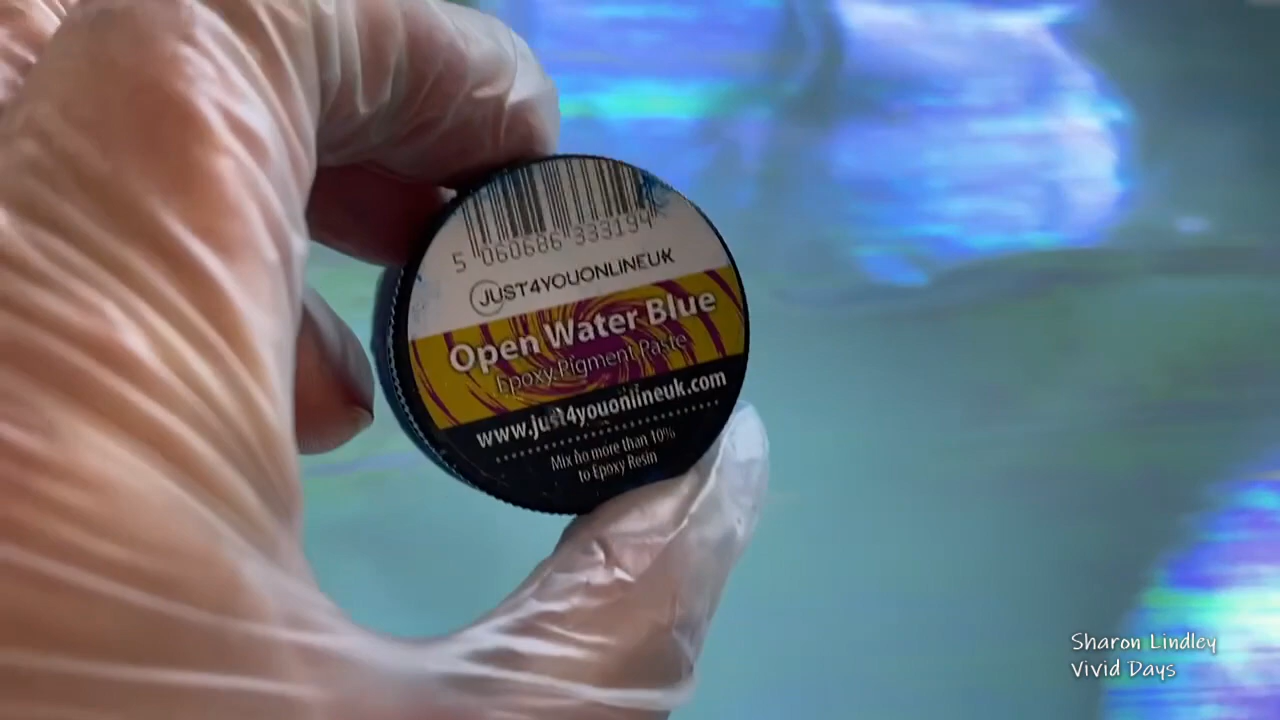 5 060686 333194
JUST4YOUONLINEUK
Open Water Blue
Epoxy Pigment Paste
www.just4youonlineuk.com
Mix no more than 10%
to Epoxy Resin
Sharon Lindley
Vivid Days